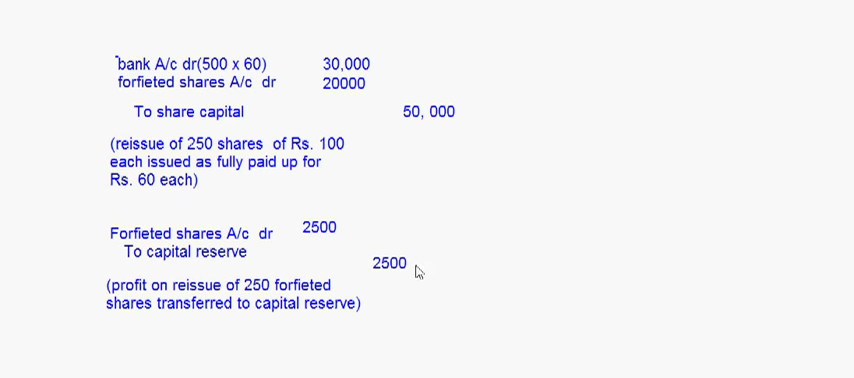 bank A/c dr(500 x 60) 30,000
forfieted shares A/c dr 20000
To share capital 50, 000
(reissue of 250 shares of Rs. 100
each issued as fully paid up for
Rs. 60 each)
Forfieted shares A/c dr 2500
To capital reserve
2500
(profit on reissue of 250 forfieted
shares transferred to capital reserve)